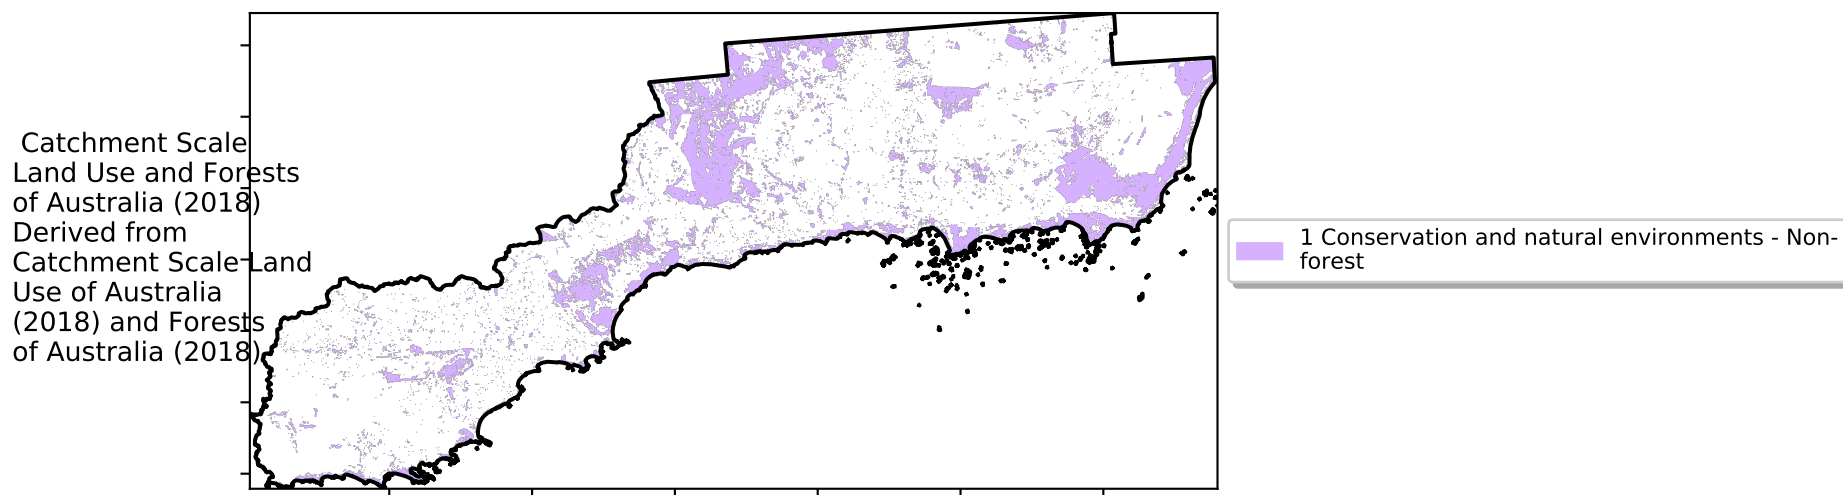 Catchment Scale
Land Use and Forests
of Australia (2018)
Derived from
Catchment Scale Land
Use of Australia
(2018) and Forests
of Australia (2018)
1 Conservation and natural environments - Non-
forest